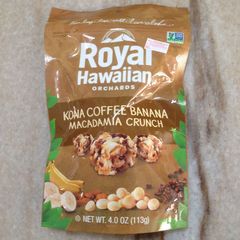 Royal
Hawaiian
ORCHARDS
KONA COFFEE BANANA
MACADAMIA CRUNCH
NET WT. 4.0 OZ (113g)